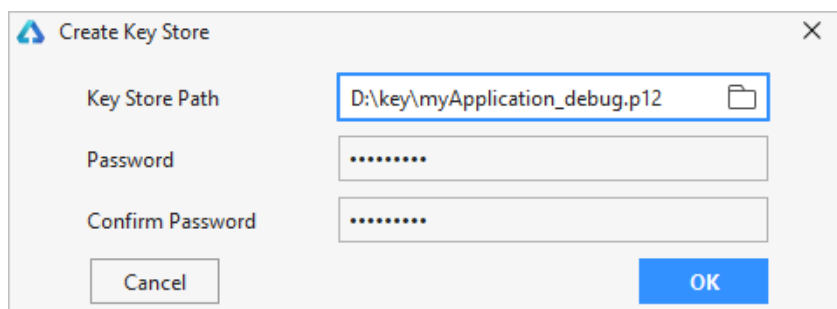 Create Key Store
Key Store Path D:\key\myApplication_debug.p12
Password •••••••••
Confirm Password •••••••••
Cancel OK